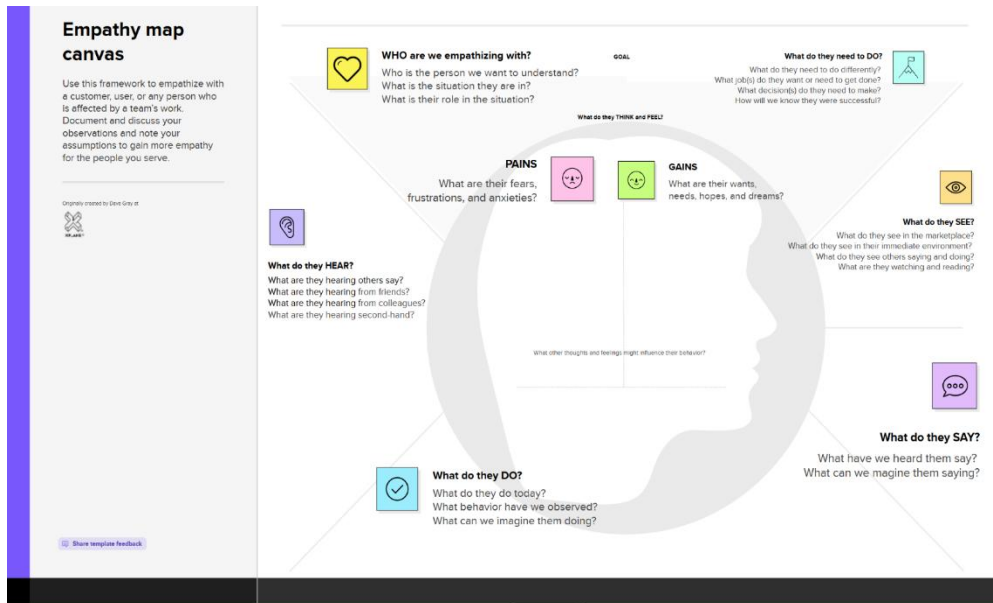 Empathy map
canvas
Use this framework to empathize with
a customer, user, or any person who
is affected by a team's work.
Document and discuss your
observations and note your
assumptions to gain more empathy
for the people you serve.
Originally created by Dave Gray at
XPLANE
Share template feedback
WHO are we empathizing with?
Who is the person we want to understand?
What is the situation they are in?
What is their role in the situation?
GOAL
What do they need to DO?
What do they need to do differently?
What job(s) do they want or need to get done?
What decision(s) do they need to make?
How will we know they were successful?
What do they THINK and FEEL?
PAINS
What are their fears,
frustrations, and anxieties?
GAINS
What are their wants,
needs, hopes, and dreams?
What do they SEE?
What do they see in the marketplace?
What do they see in their immediate environment?
What do they see others saying and doing?
What are they watching and reading?
What do they HEAR?
What are they hearing others say?
What are they hearing from friends?
What are they hearing from colleagues?
What are they hearing second-hand?
What other thoughts and feelings might influence their behavior?
What do they SAY?
What have we heard them say?
What can we magine them saying?
What do they DO?
What do they do today?
What behavior have we observed?
What can we imagine them doing?